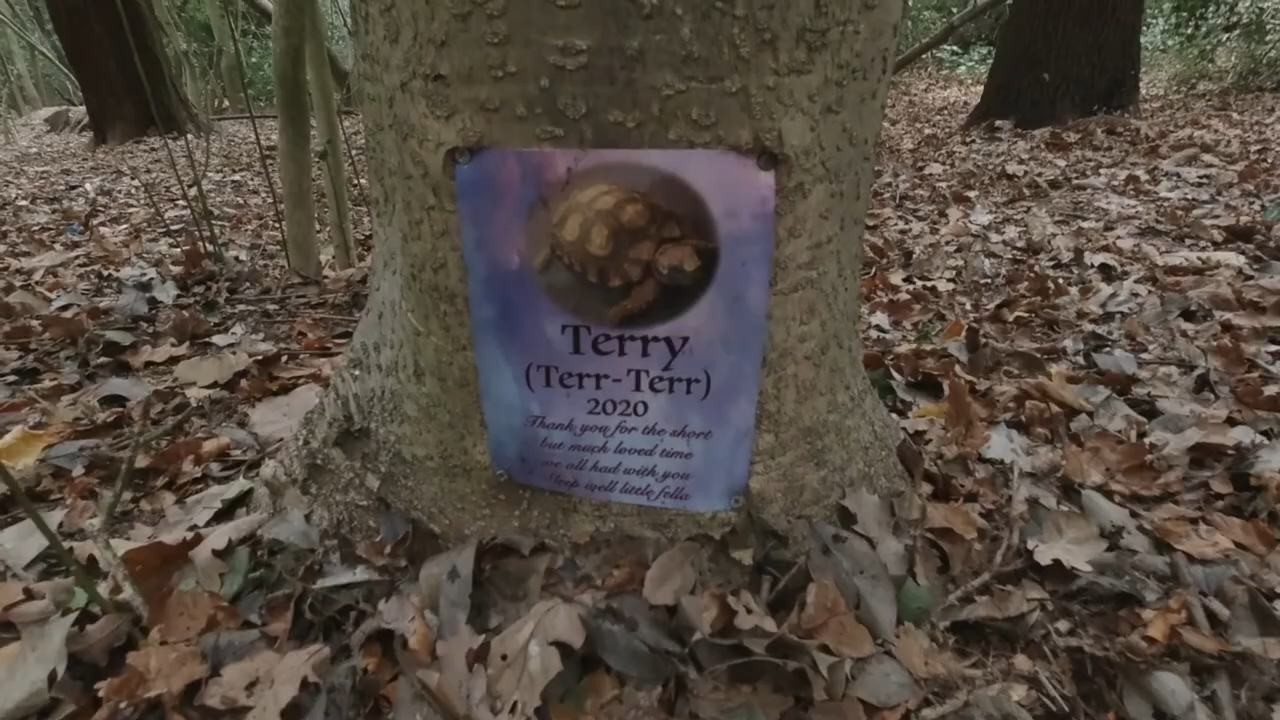 Terry
(Terr-Terr)
2020
Thank you for the short
but much loved time
we all had with you
Sleep well little fella